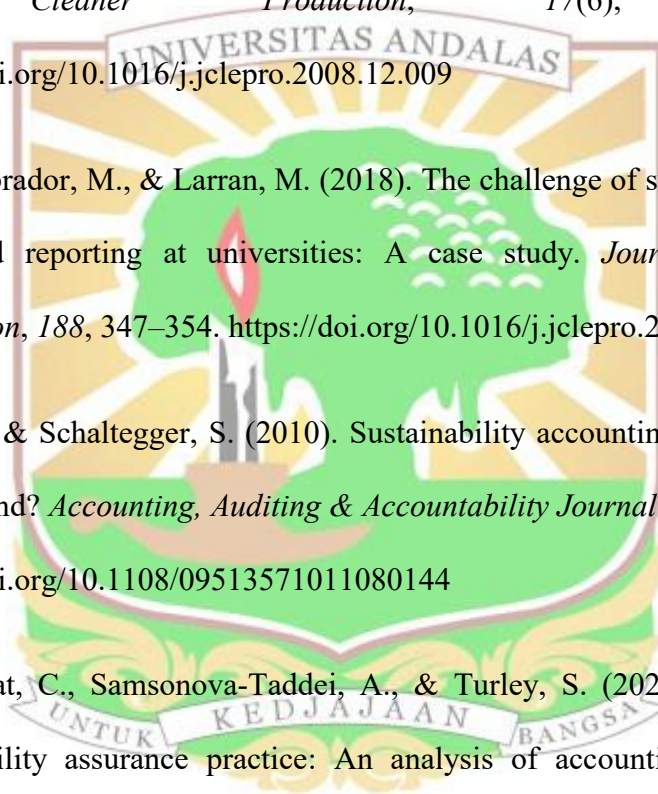 Cleaner Production, 17(6),
UNIVERSITAS ANDALAS
i.org/10.1016/j.jclepro.2008.12.009
rador, M., & Larran, M. (2018). The challenge of s
reporting at universities: A case study. Jour
on, 188, 347–354. https://doi.org/10.1016/j.jclepro.2
& Schaltegger, S. (2010). Sustainability accountin
nd? Accounting, Auditing & Accountability Journal
i.org/10.1108/09513571011080144
at, C., Samsonova-Taddei, A., & Turley, S. (202
UNTUK KEDJAJAAN BANGSA
ility assurance practice: An analysis of accounti